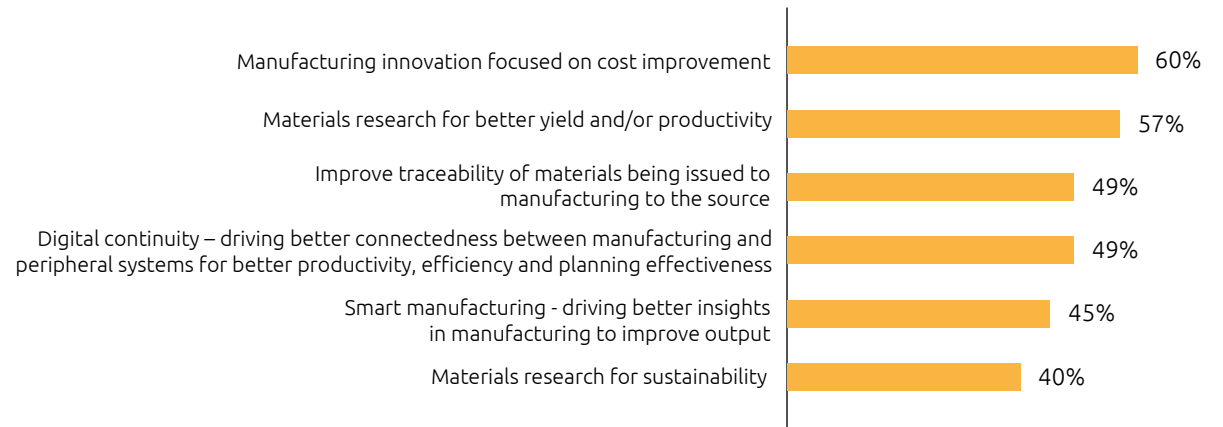 Manufacturing innovation focused on cost improvement
60%
Materials research for better yield and/or productivity
57%
Improve traceability of materials being issued to
manufacturing to the source
49%
Digital continuity – driving better connectedness between manufacturing and
peripheral systems for better productivity, efficiency and planning effectiveness
49%
Smart manufacturing - driving better insights
in manufacturing to improve output
45%
Materials research for sustainability
40%